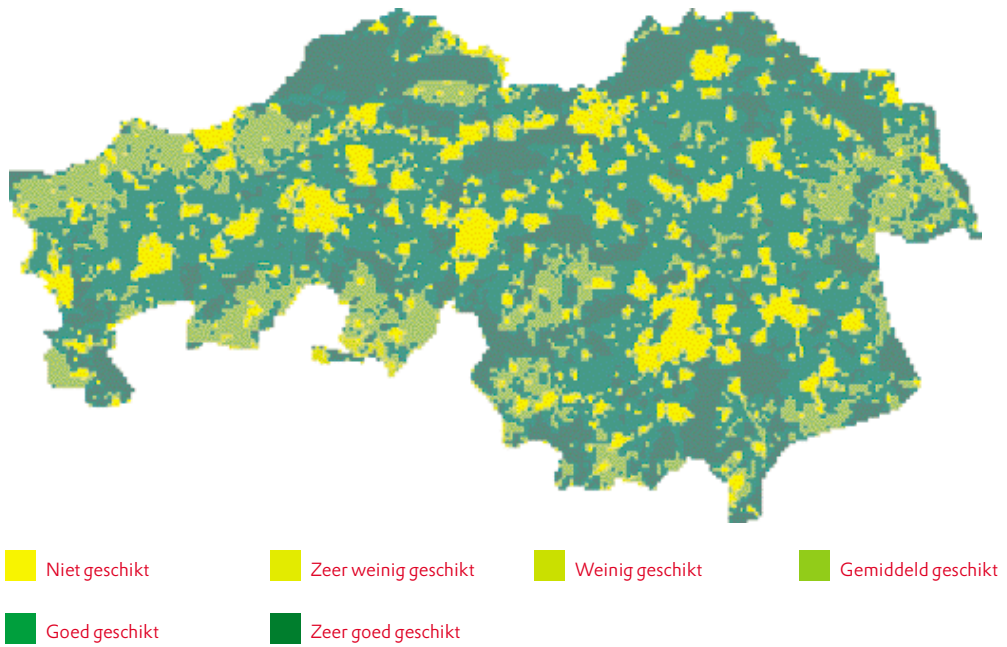 Niet geschikt
Zeer weinig geschikt
Weinig geschikt
Gemiddeld geschikt
Goed geschikt
Zeer goed geschikt